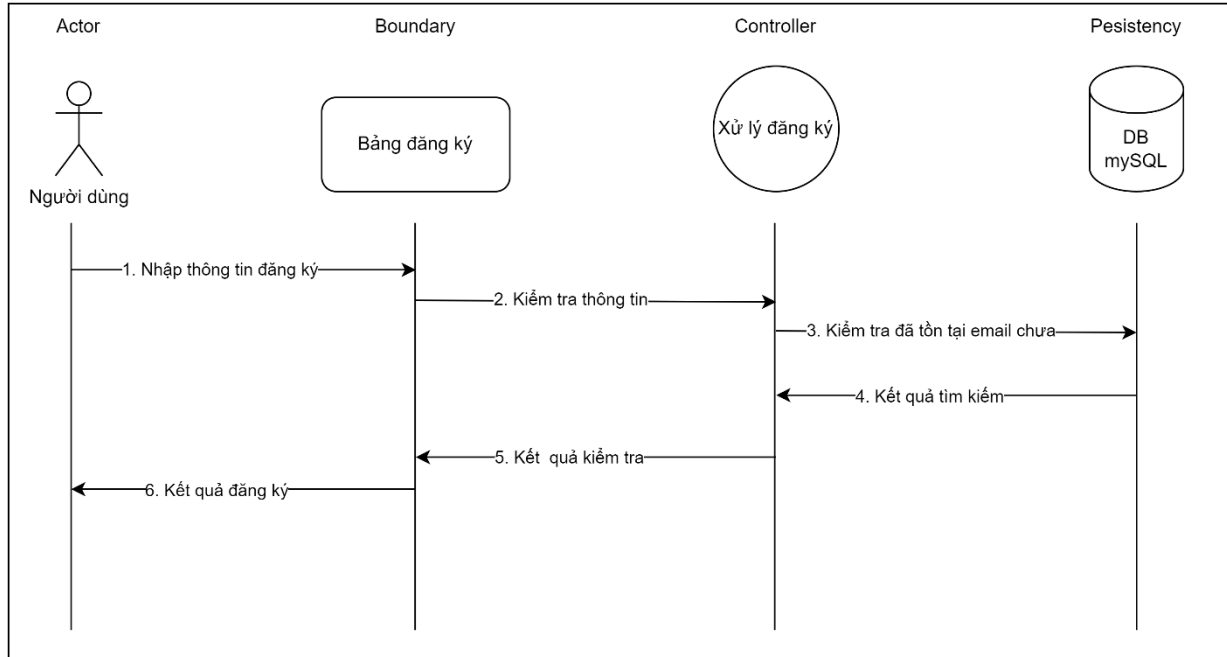 Actor
Boundary
Controller
Pesistency
Người dùng
Bảng đăng ký
Xử lý đăng ký
DB
mySQL
1. Nhập thông tin đăng ký
2. Kiểm tra thông tin
3. Kiểm tra đã tồn tại email chưa
4. Kết quả tìm kiếm
5. Kết  quả kiểm tra
6. Kết quả đăng ký